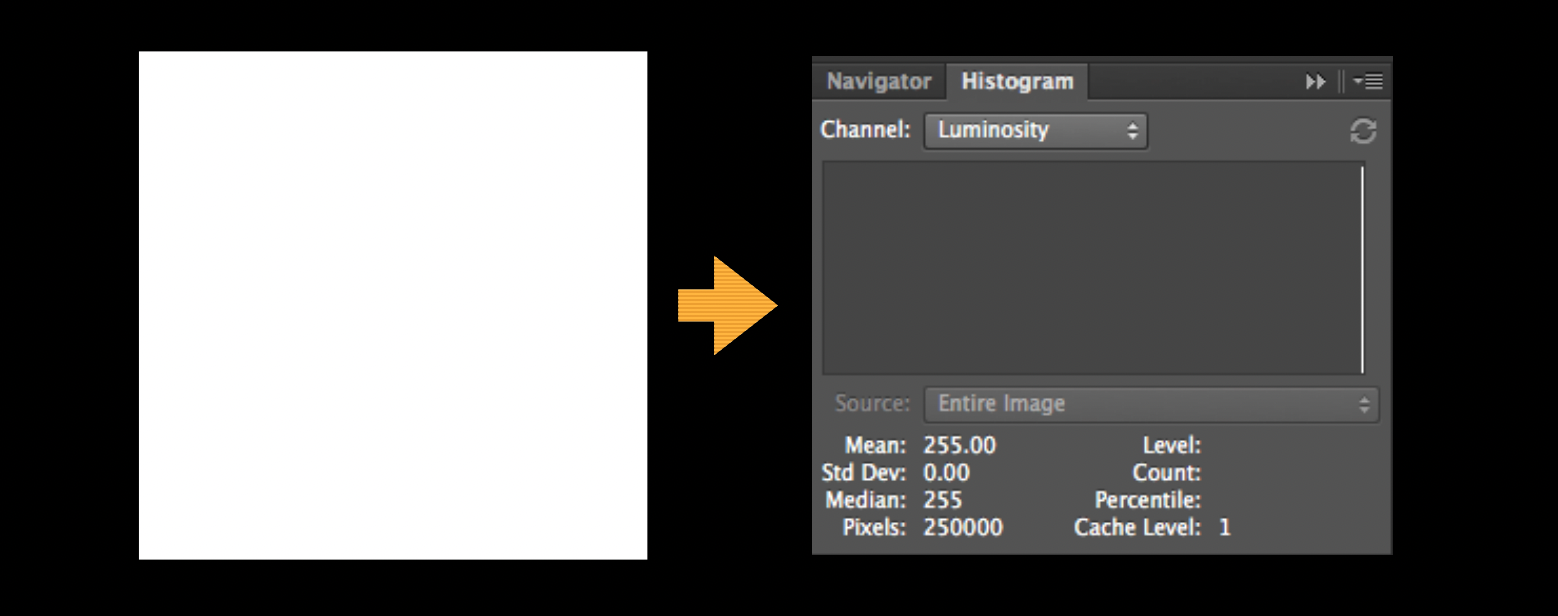 Navigator Histogram
Channel: Luminosity
Source: Entire Image
Mean: 255.00 Level:
Std Dev: 0.00 Count:
Median: 255 Percentile:
Pixels: 250000 Cache Level: 1